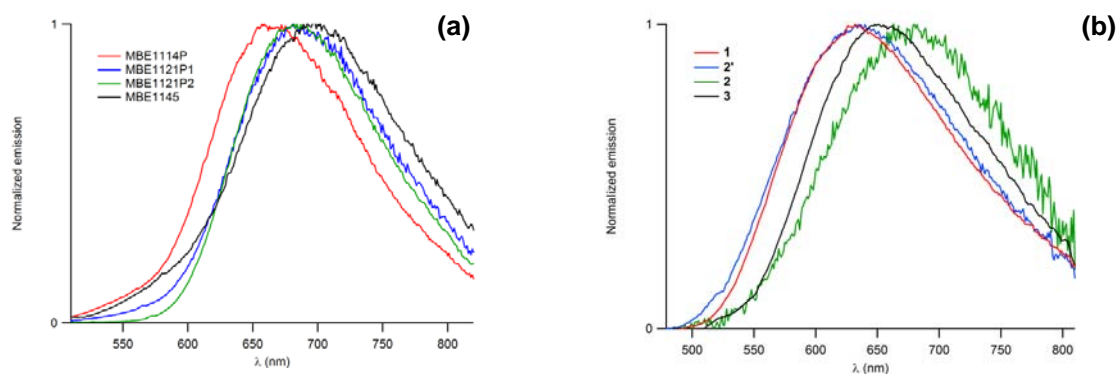 (a)
1
MBE1114P
MBE1121P1
MBE1121P2
MBE1145
Normalized emission
0
550 600 650 700 750 800
λ (nm)
(b)
1
1
2'
2
3
Normalized emission
0
500 550 600 650 700 750 800
λ (nm)